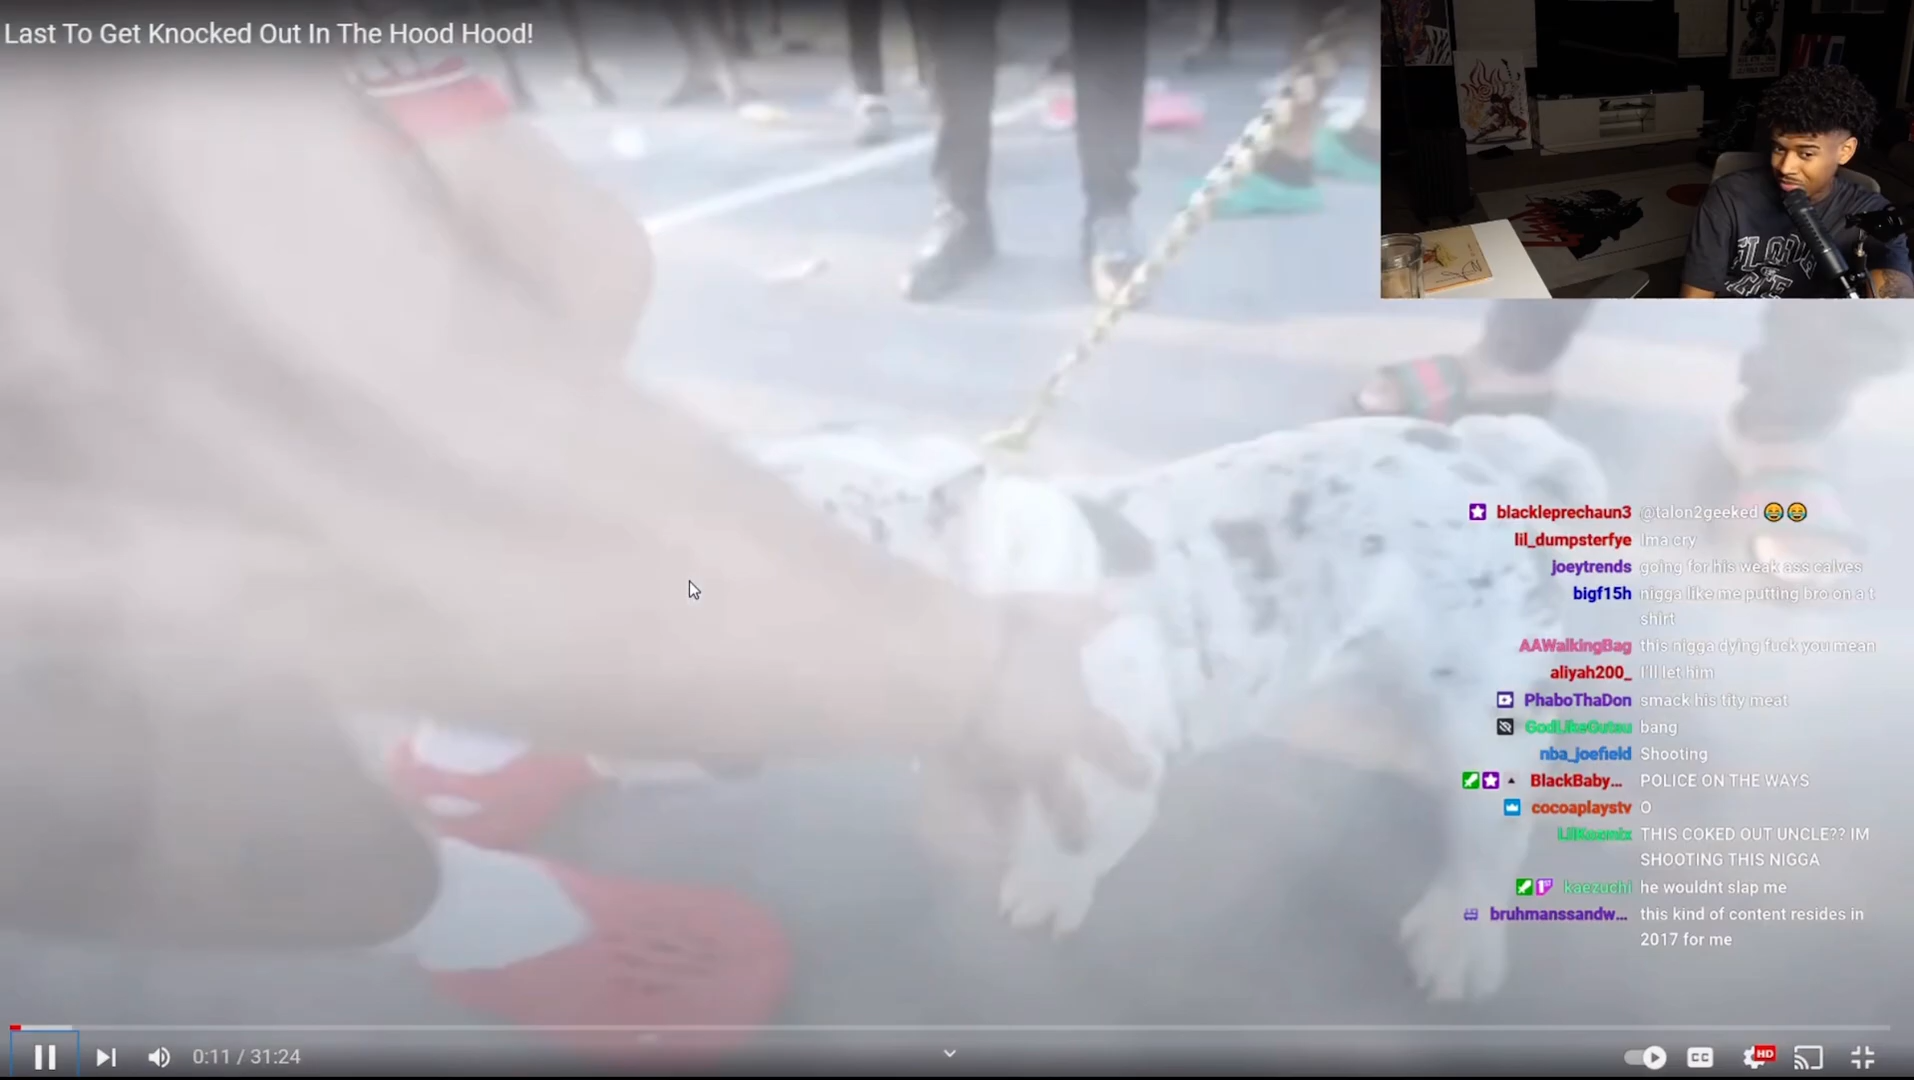 Last To Get Knocked Out In The Hood Hood!
blackleprechaun3 @talon2geeked 😂😂
lil_dumpsterfye Ima cry
joeytrends going for his weak ass calves
bigf15h nigga like me putting bro on a t
shirt
AAWalkingBag this nigga dying fuck you mean
aliyah200_ I'll let him
PhaboThaDon smack his tity meat
bang
nba_joefield Shooting
BlackBaby... POLICE ON THE WAYS
cocoaplaystv O
THIS COKED OUT UNCLE?? IM
SHOOTING THIS NIGGA
kaezuchi he wouldnt slap me
bruhmanssandw... this kind of content resides in
2017 for me
0:11 / 31:24
CC
HD